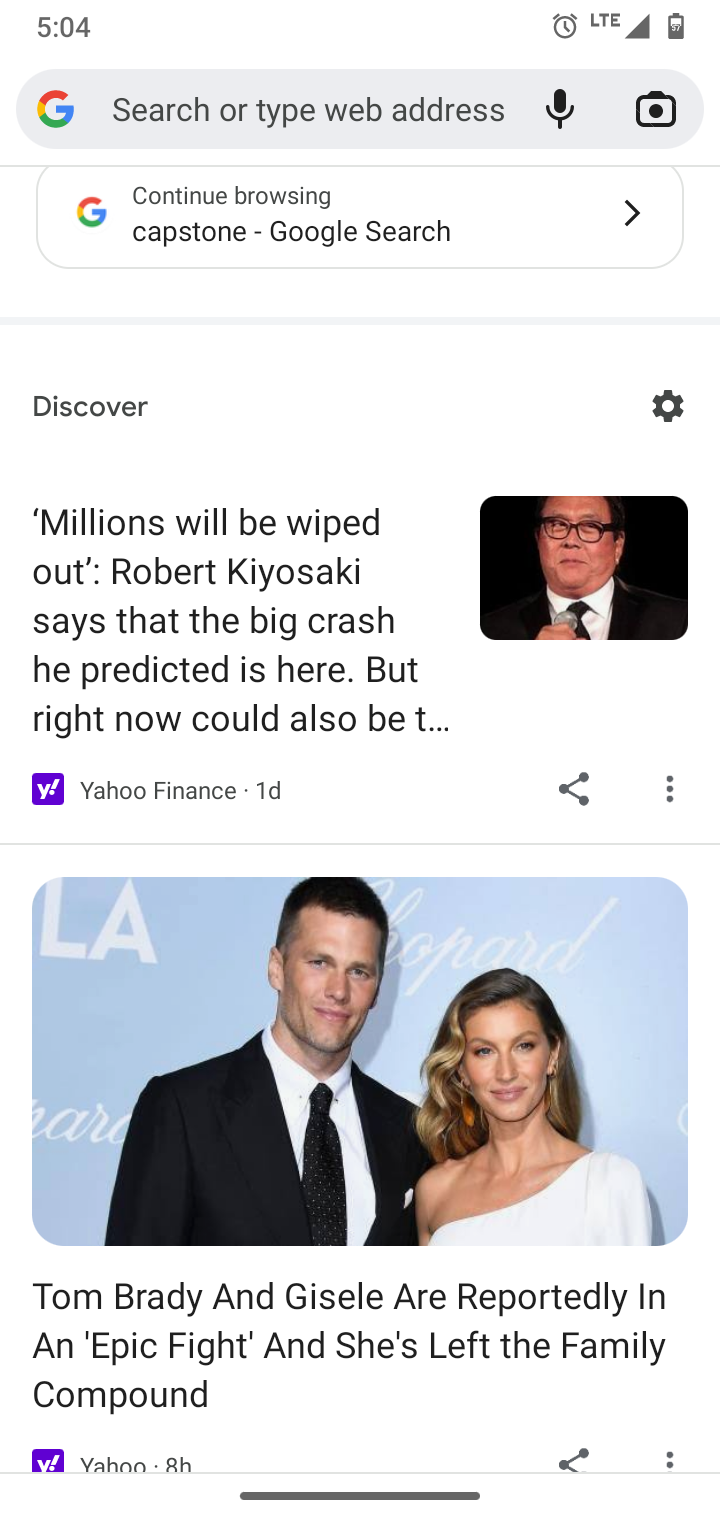 5:04
LTE
57
Search or type web address
Continue browsing
capstone - Google Search
Discover
‘Millions will be wiped
out’: Robert Kiyosaki
says that the big crash
he predicted is here. But
right now could also be t…
y!
Yahoo Finance · 1d
LA
Chopard
pard
Tom Brady And Gisele Are Reportedly In
An 'Epic Fight' And She's Left the Family
Compound
y!
Yahoo · 8h